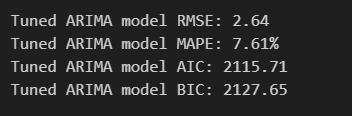 Tuned ARIMA model RMSE: 2.64
Tuned ARIMA model MAPE: 7.61%
Tuned ARIMA model AIC: 2115.71
Tuned ARIMA model BIC: 2127.65